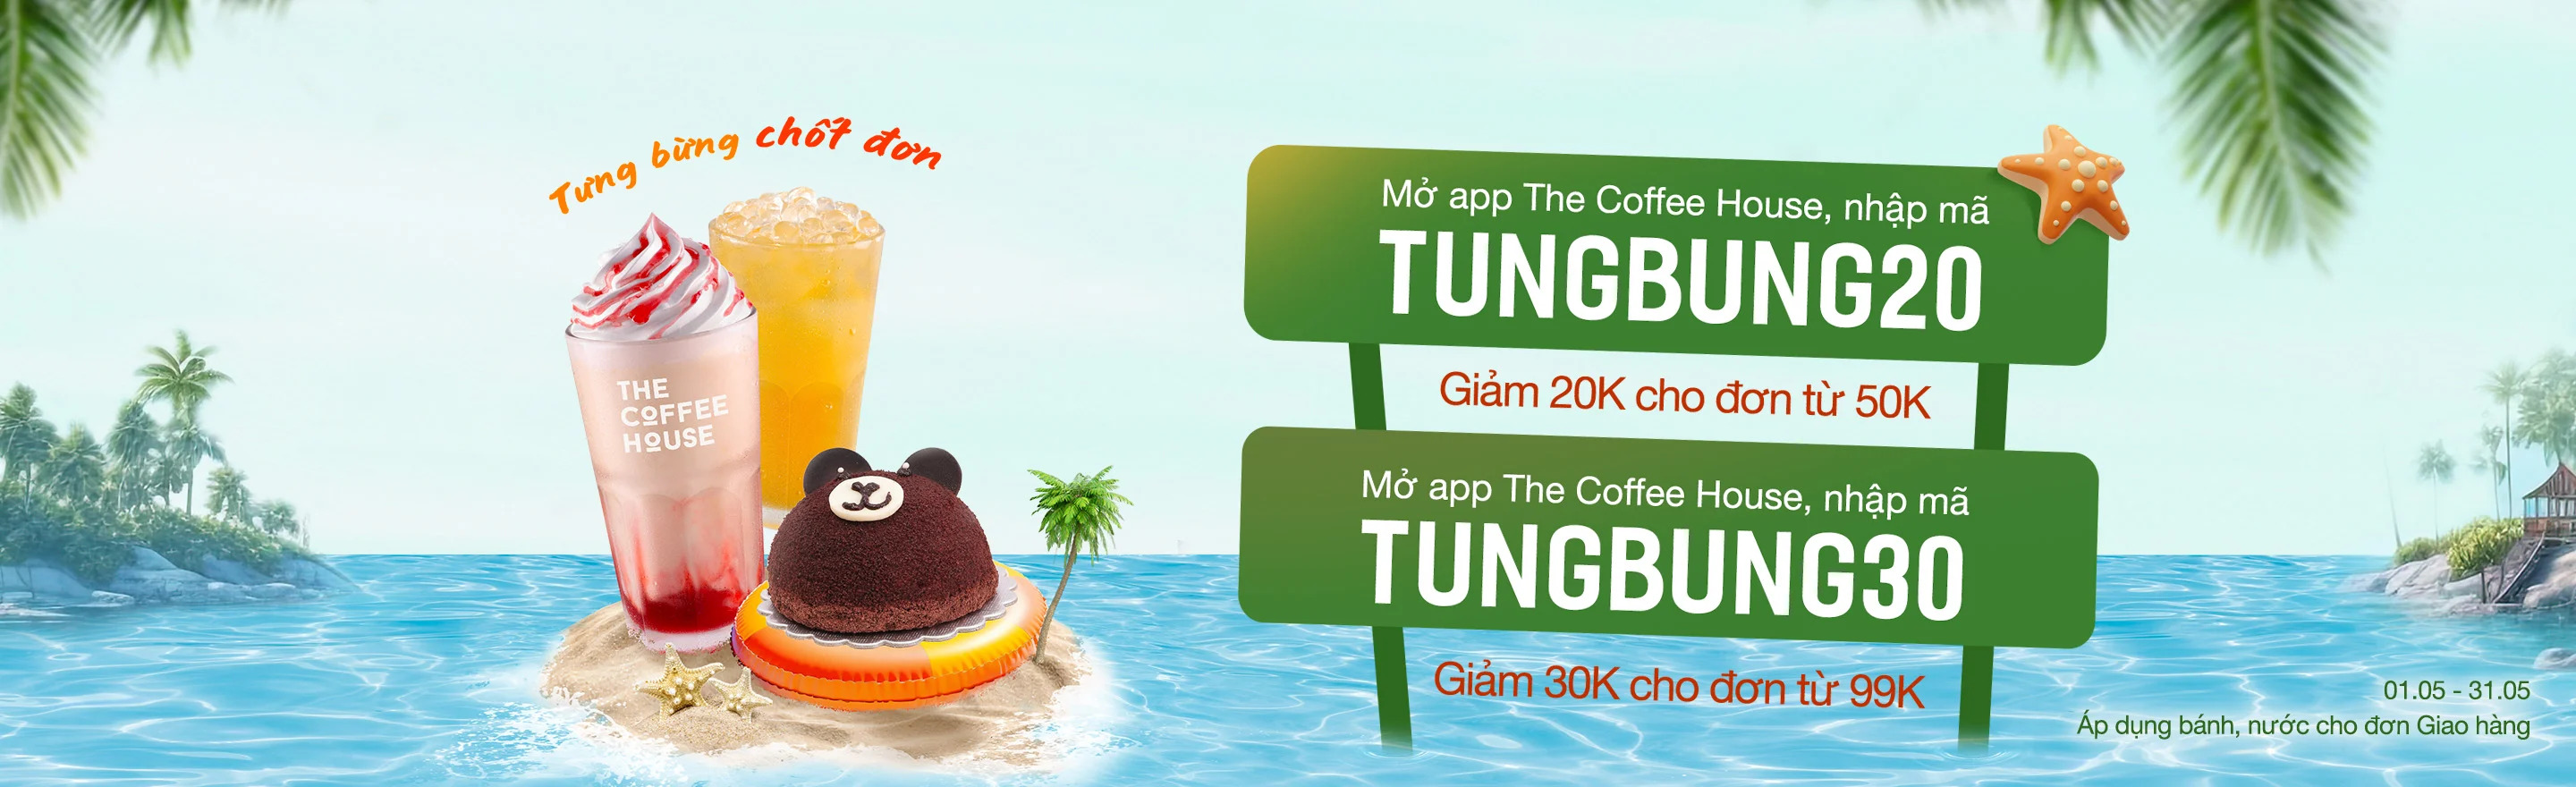 Tưng bừng chốt đơn
THE
COFFEE
HOUSE
Mở app The Coffee House, nhập mã
TUNGBUNG20
Giảm 20K cho đơn từ 50K
Mở app The Coffee House, nhập mã
TUNGBUNG30
Giảm 30K cho đơn từ 99K
01.05 - 31.05
Áp dụng bánh, nước cho đơn Giao hàng